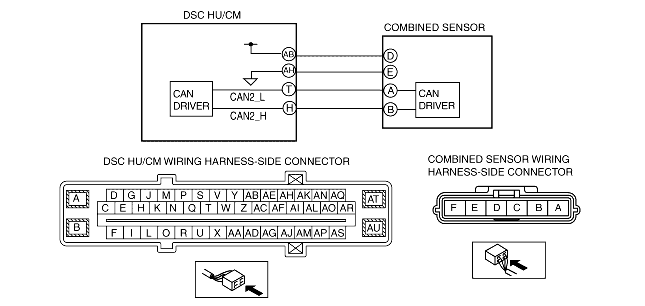 DSC HU/CM
COMBINED SENSOR
AB D
AH E
CAN DRIVER
T A
CAN2_L
CAN DRIVER
H B
CAN2_H
DSC HU/CM WIRING HARNESS-SIDE CONNECTOR
COMBINED SENSOR WIRING
HARNESS-SIDE CONNECTOR
A D G J M P S V Y AB AE AH AK AN AQ AT
C E H K N Q T W Z AC AF AI AL AO AR
B F I L O R U X AA AD AG AJ AM AP AS AU
F E D C B A